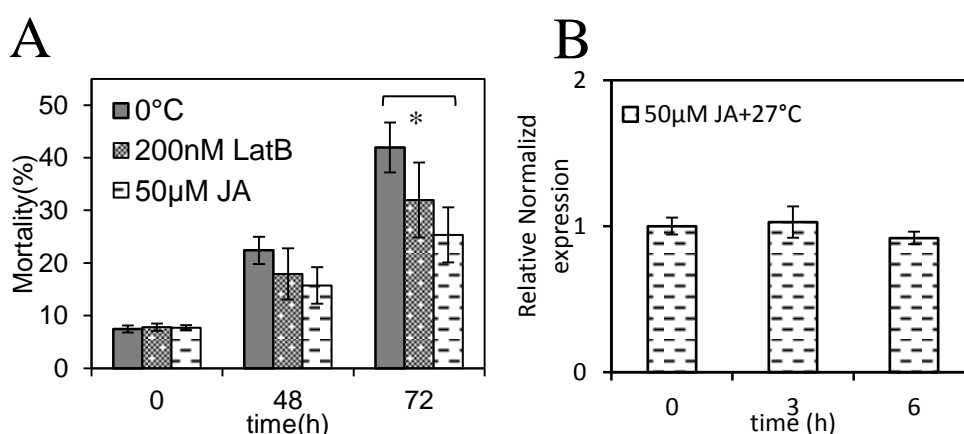 A
Mortality(%)
50
40
30
20
10
0
0°C
200nM LatB
50µM JA
*
0 48 72
time(h)
B
Relative Normalizd
expression
2
1
0
50µM JA+27°C
0 3 6
time (h)